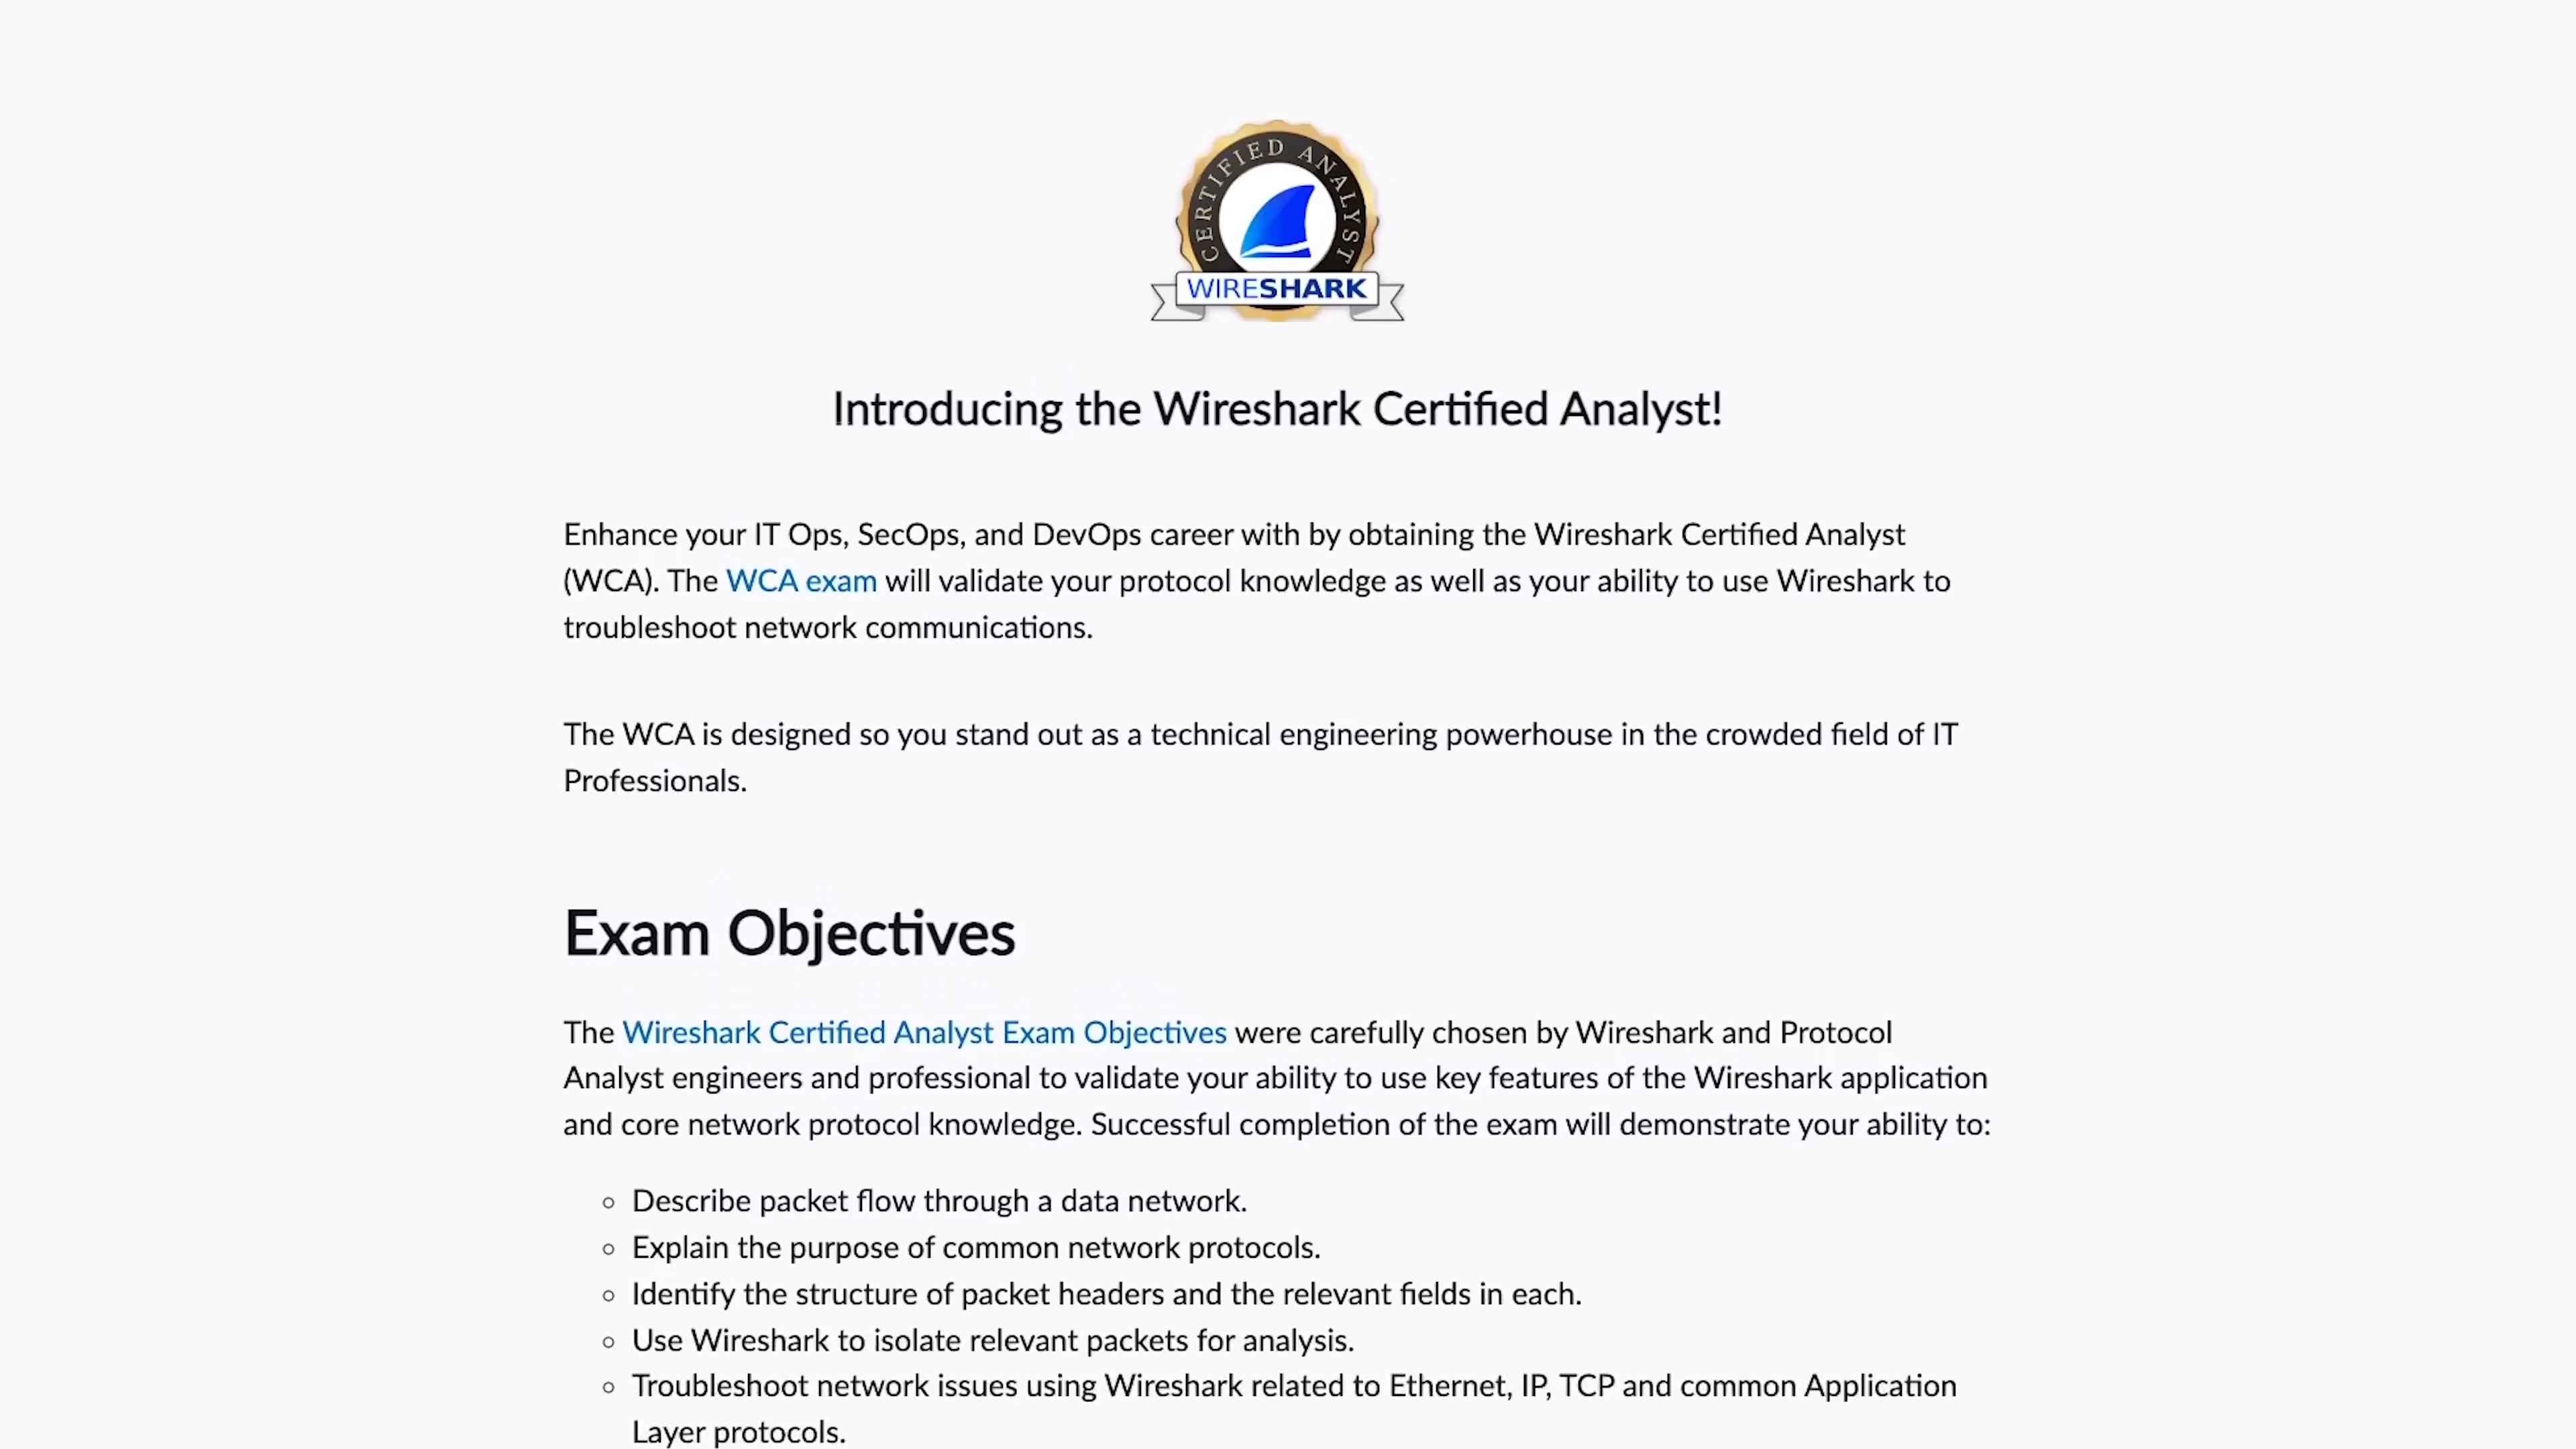 CERTIFIED ANALYST
WIRESHARK
Introducing the Wireshark Certified Analyst!
Enhance your IT Ops, SecOps, and DevOps career with by obtaining the Wireshark Certified Analyst
(WCA). The WCA exam will validate your protocol knowledge as well as your ability to use Wireshark to
troubleshoot network communications.
The WCA is designed so you stand out as a technical engineering powerhouse in the crowded field of IT
Professionals.
Exam Objectives
The Wireshark Certified Analyst Exam Objectives were carefully chosen by Wireshark and Protocol
Analyst engineers and professional to validate your ability to use key features of the Wireshark application
and core network protocol knowledge. Successful completion of the exam will demonstrate your ability to:
Describe packet flow through a data network.
Explain the purpose of common network protocols.
Identify the structure of packet headers and the relevant fields in each.
Use Wireshark to isolate relevant packets for analysis.
Troubleshoot network issues using Wireshark related to Ethernet, IP, TCP and common Application
Layer protocols.